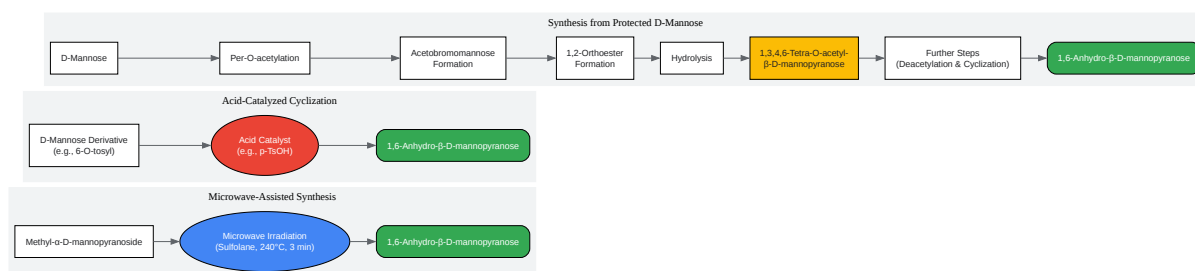 Synthesis from Protected D-Mannose
D-Mannose
Per-O-acetylation
Acetobromomannose
Formation
1,2-Orthoester
Formation
Hydrolysis
1,3,4,6-Tetra-O-acetyl-
β-D-mannopyranose
Further Steps
(Deacetylation & Cyclization)
1,6-Anhydro-β-D-mannopyranose
Acid-Catalyzed Cyclization
D-Mannose Derivative
(e.g., 6-O-tosyl)
Acid Catalyst
(e.g., p-TsOH)
1,6-Anhydro-β-D-mannopyranose
Microwave-Assisted Synthesis
Methyl-α-D-mannopyranoside
Microwave Irradiation
(Sulfolane, 240°C, 3 min)
1,6-Anhydro-β-D-mannopyranose